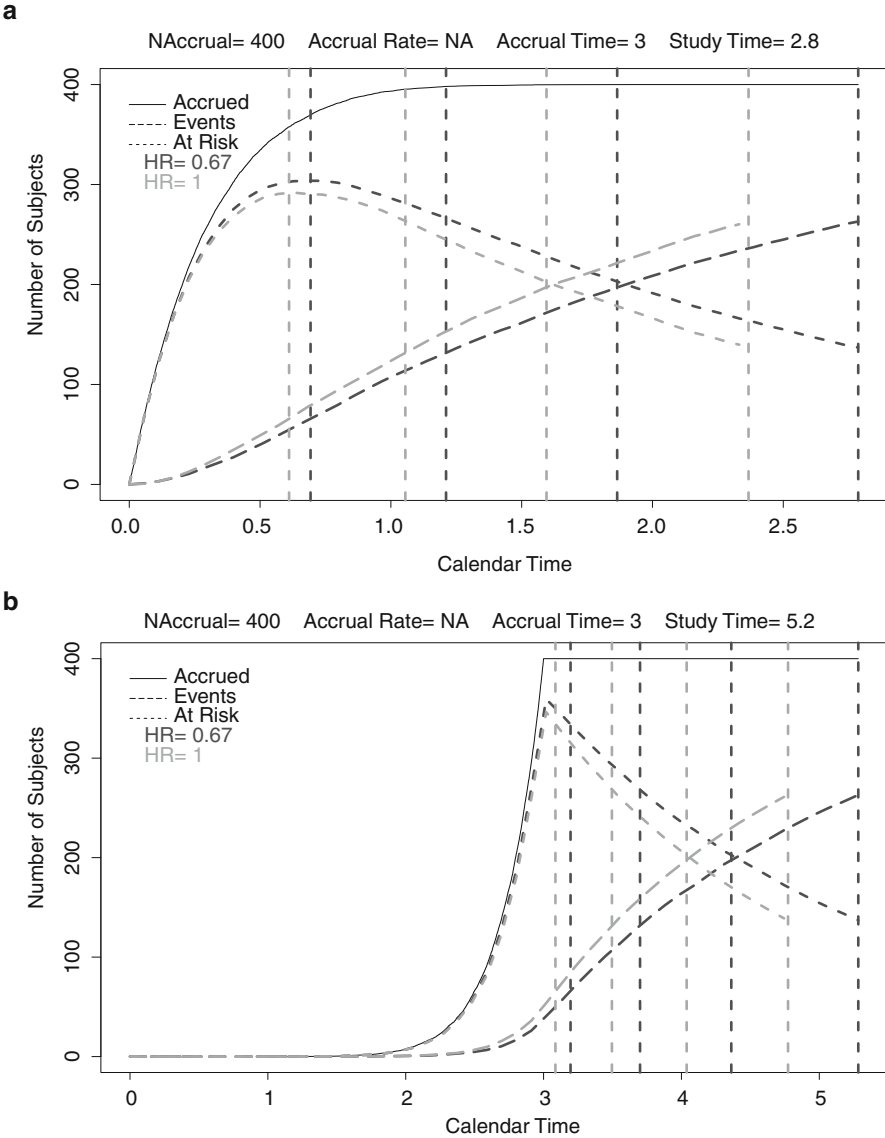 a
NAccrual= 400 Accrual Rate= NA Accrual Time= 3 Study Time= 2.8
Number of Subjects
400
300
200
100
0
Accrued
Events
At Risk
HR= 0.67
HR= 1
0.0 0.5 1.0 1.5 2.0 2.5
Calendar Time
b
NAccrual= 400 Accrual Rate= NA Accrual Time= 3 Study Time= 5.2
Number of Subjects
400
300
200
100
0
Accrued
Events
At Risk
HR= 0.67
HR= 1
0 1 2 3 4 5
Calendar Time